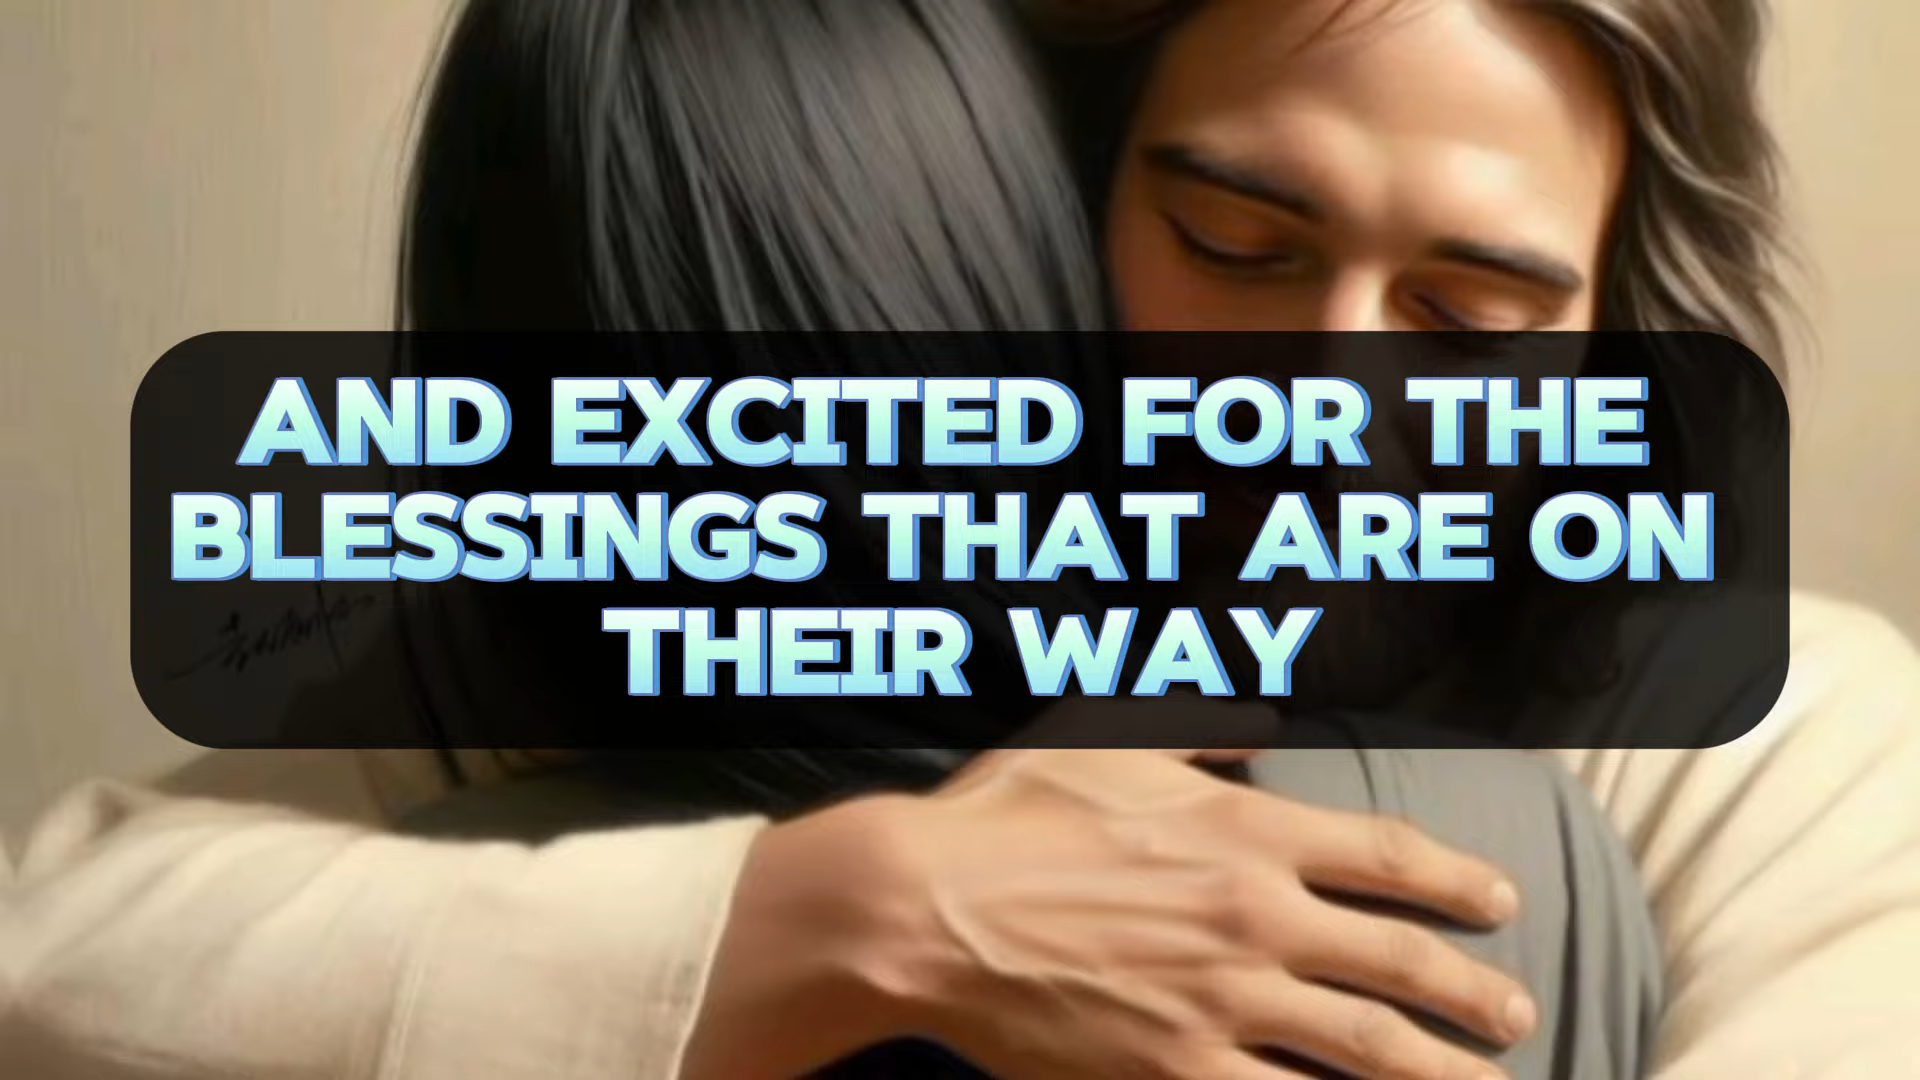 AND EXCITED FOR THE
BLESSINGS THAT ARE ON
THEIR WAY